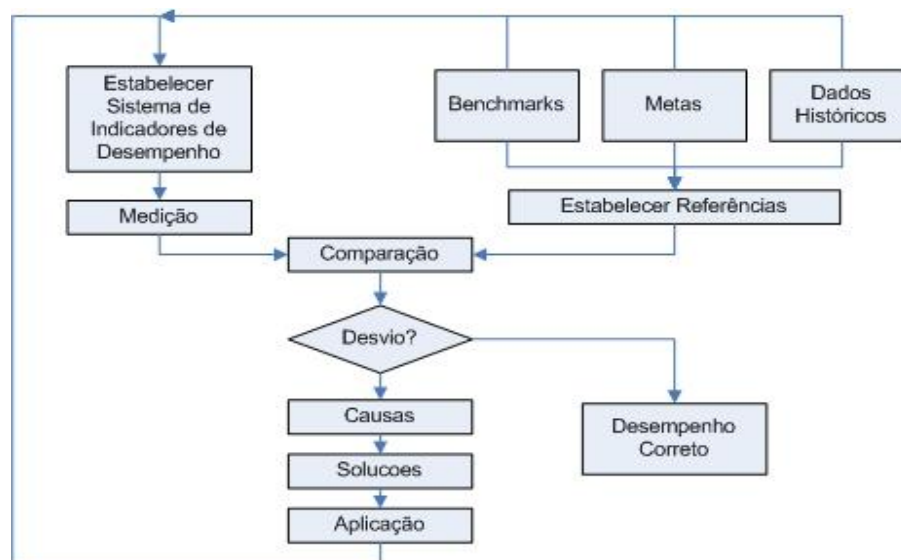 Estabelecer
Sistema de
Indicadores de
Desempenho
Benchmarks
Metas
Dados
Históricos
Medição
Estabelecer Referências
Comparação
Desvio?
Causas
Desempenho
Correto
Solucoes
Aplicação